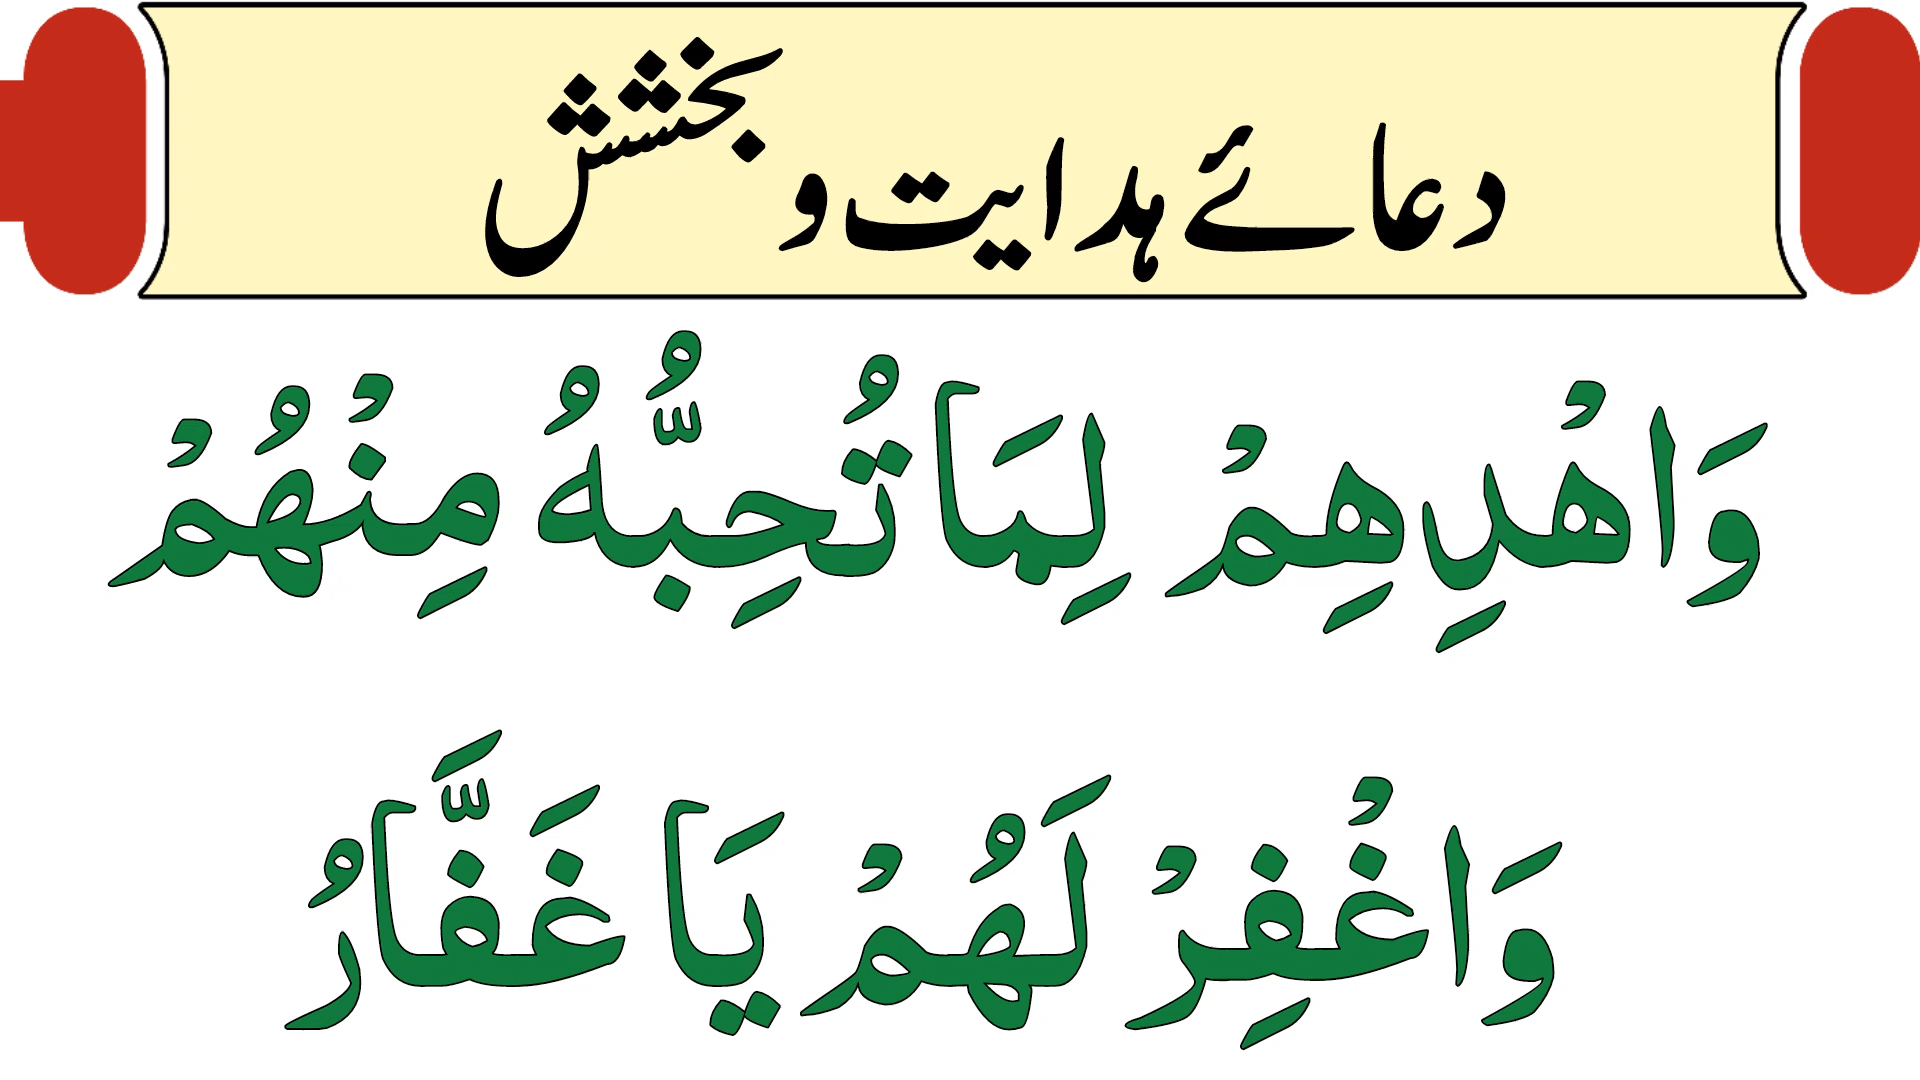 دعائے ہدایت و بخشش
وَاهْدِهِمْ لِمَا تُحِبُّهُ مِنْهُمْ
وَاغْفِرْ لَهُمْ يَا غَفَّارُ